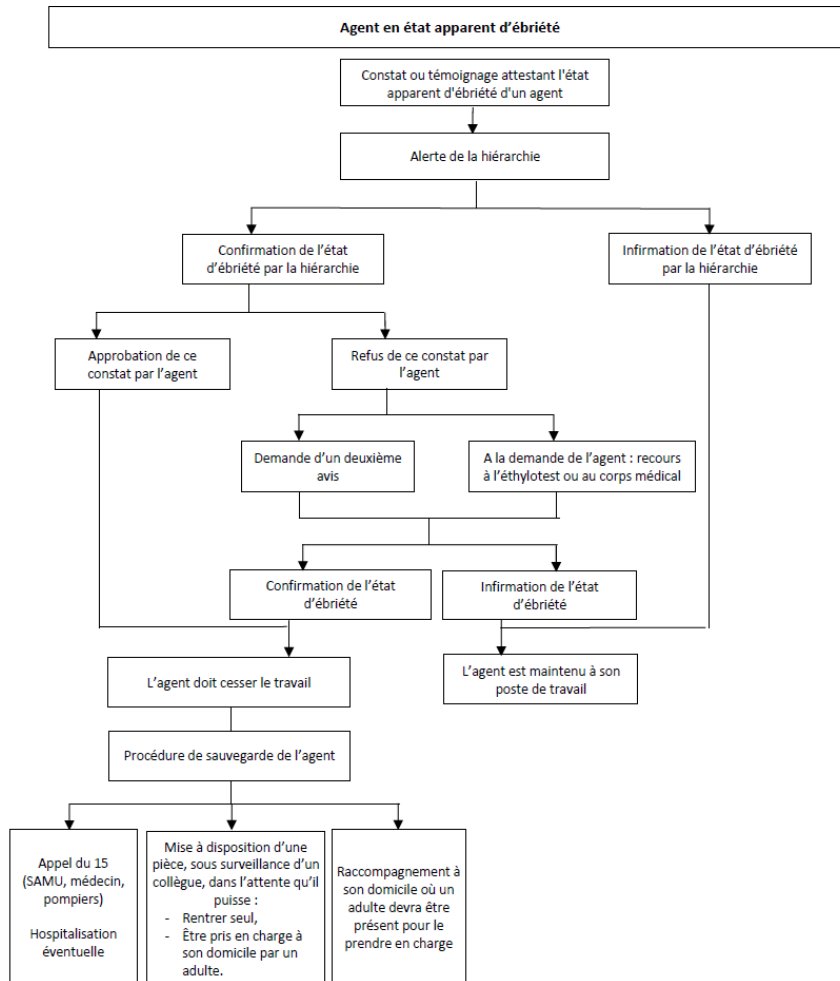 Agent en état apparent d'ébriété
Constat ou témoignage attestant l'état
apparent d'ébriété d'un agent
Alerte de la hiérarchie
Confirmation de l'état
d'ébriété par la hiérarchie
Infirmation de l'état d'ébriété
par la hiérarchie
Approbation de ce
constat par l'agent
Refus de ce constat par
l'agent
Demande d'un deuxième
avis
A la demande de l'agent : recours
à l'éthylotest ou au corps médical
Confirmation de l'état
d'ébriété
Infirmation de l'état
d'ébriété
L'agent doit cesser le travail
L'agent est maintenu à son
poste de travail
Procédure de sauvegarde de l'agent
Appel du 15
(SAMU, médecin,
pompiers)
Hospitalisation
éventuelle
Mise à disposition d'une
pièce, sous surveillance d'un
collègue, dans l'attente qu'il
puisse :
- Rentrer seul,
- Être pris en charge à
son domicile par un
adulte.
Raccompagnement à
son domicile où un
adulte devra être
présent pour le
prendre en charge